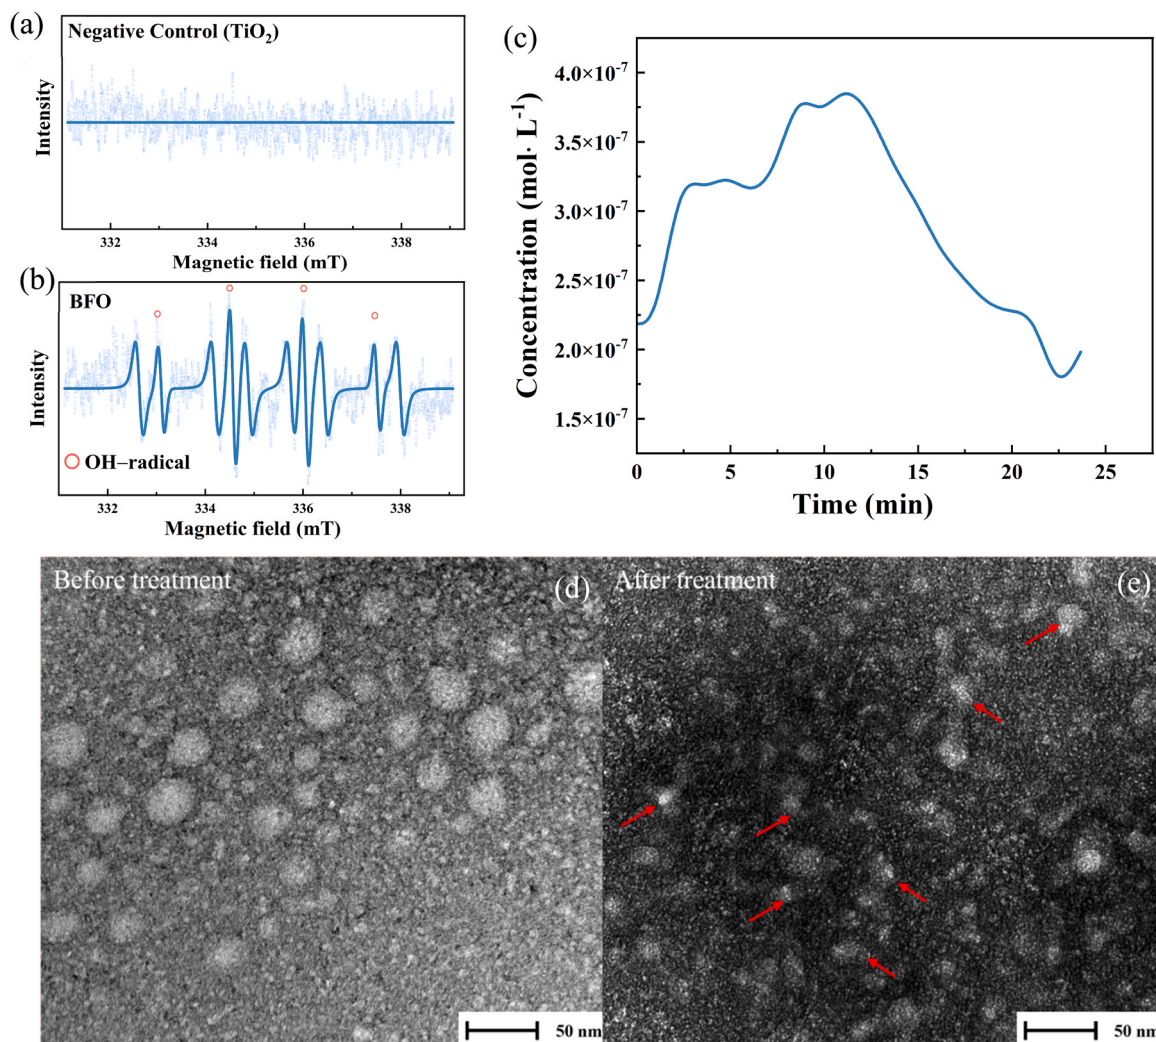 (a)
Negative Control (TiO₂)
Intensity
332 334 336 338
Magnetic field (mT)
(b)
BFO
Intensity
OH–radical
332 334 336 338
Magnetic field (mT)
(c)
Concentration (mol· L⁻¹)
4.0×10⁻⁷
3.5×10⁻⁷
3.0×10⁻⁷
2.5×10⁻⁷
2.0×10⁻⁷
1.5×10⁻⁷
0 5 10 15 20 25
Time (min)
Before treatment
(d)
50 nm
After treatment
(e)
50 nm